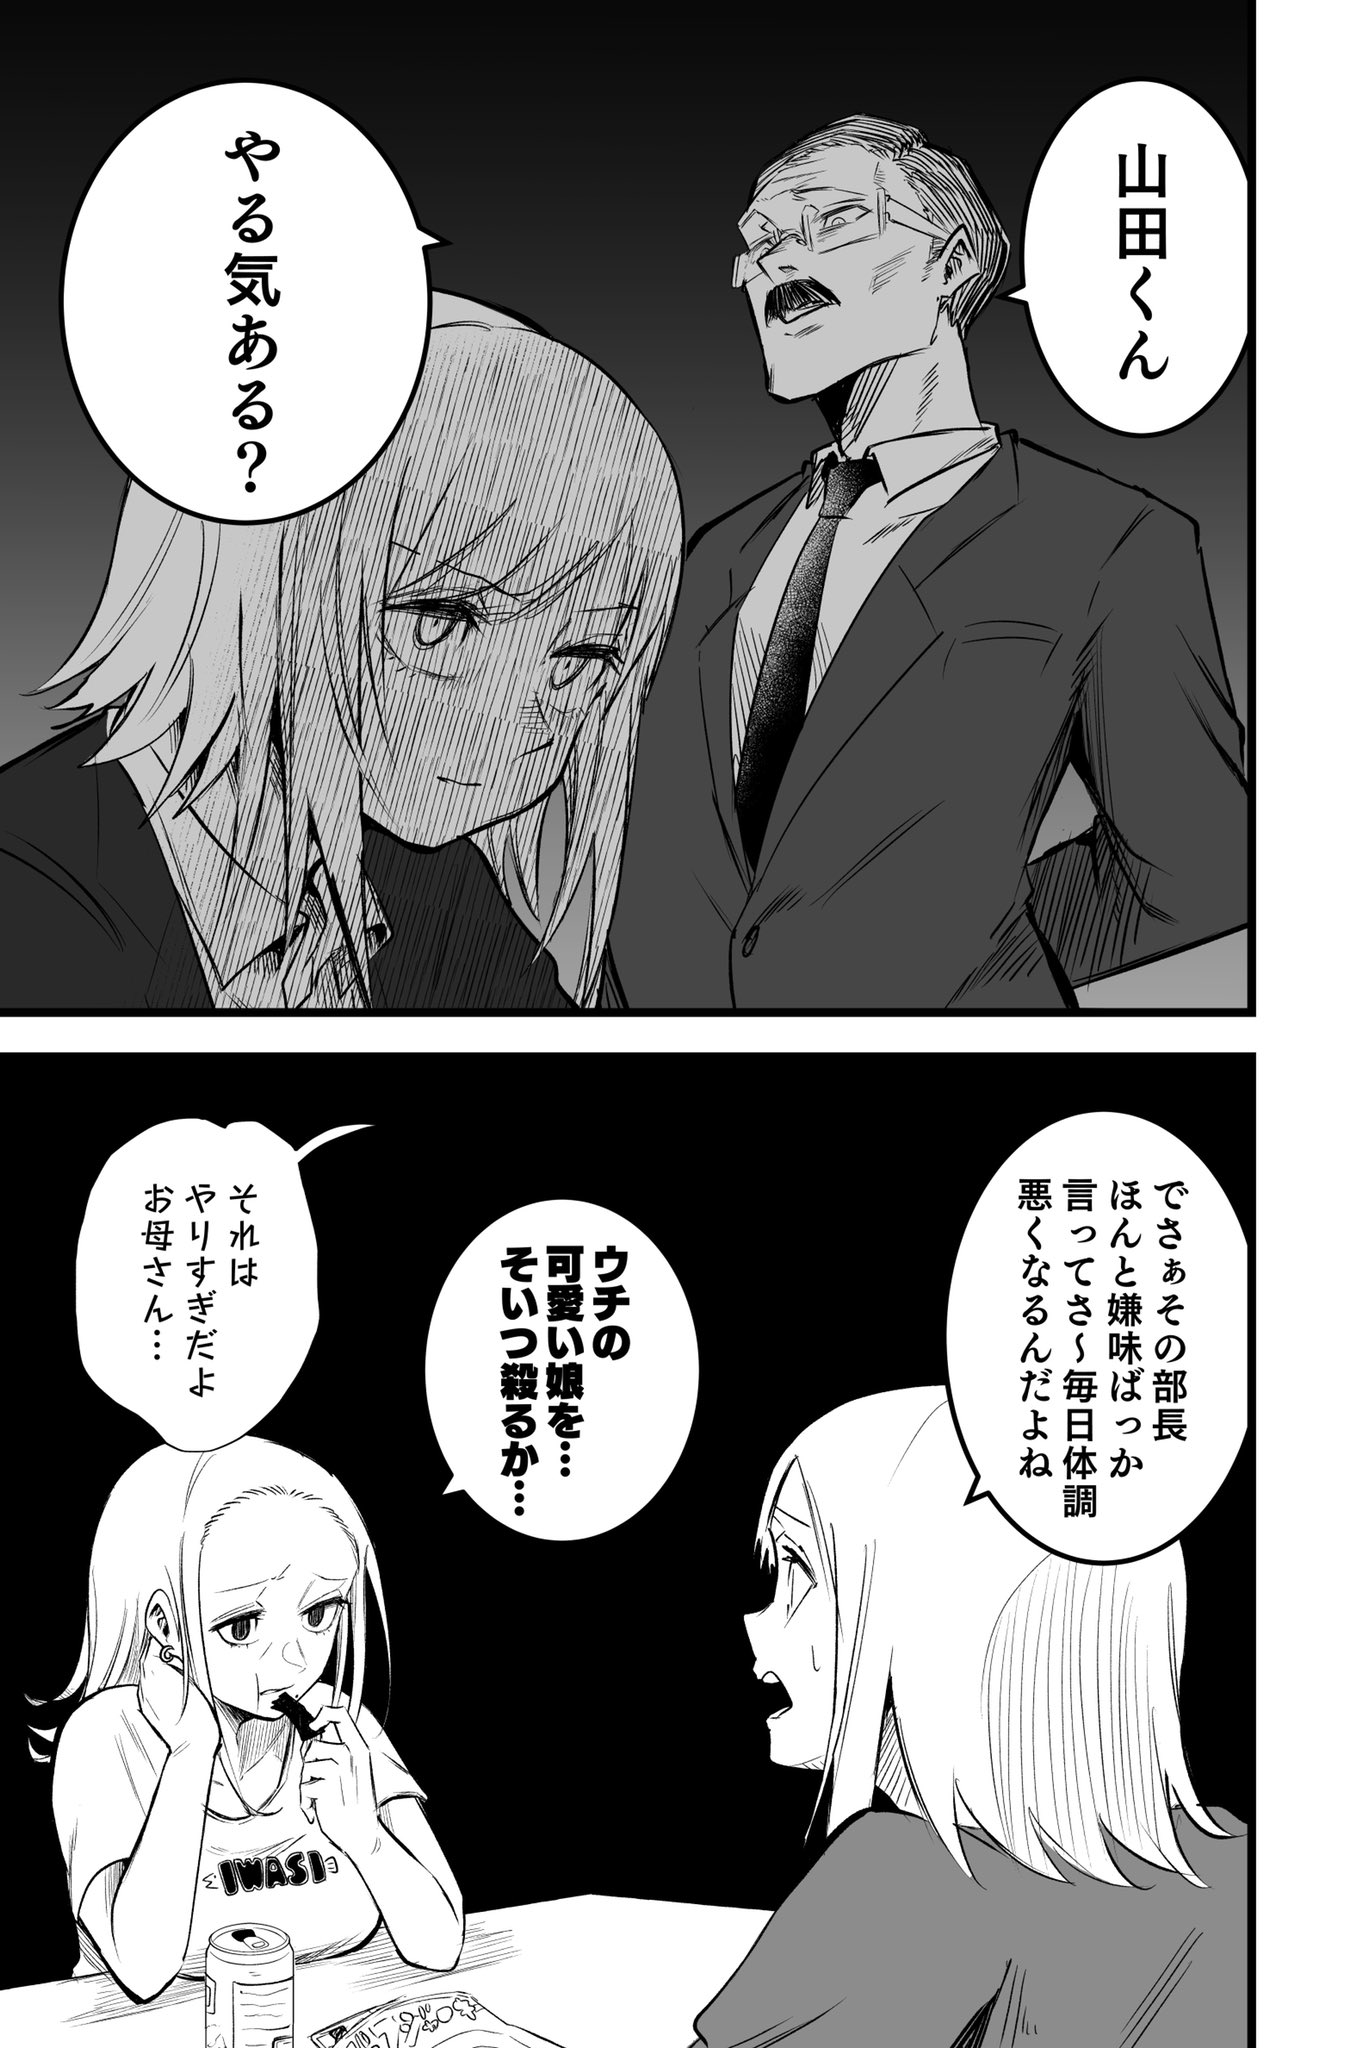 山田くん
やる気ある？
でさぁその部長
ほんと嫌味ばっか
言ってさ～毎日体調
悪くなるんだよね
ウチの
可愛い娘を…
そいつ殺るか…
それは
やりすぎだよ
お母さん…
IWASI